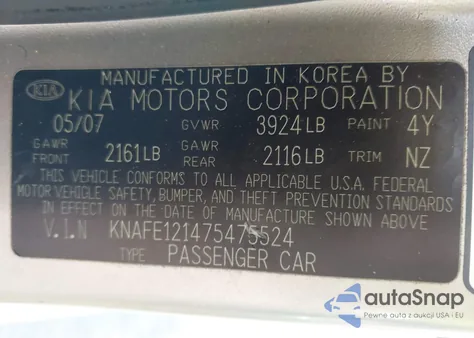 MANUFACTURED IN KOREA BY
KIA KIA MOTORS CORPORATION
05/07 GVWR 3924LB PAINT 4Y
GAWR FRONT 2161LB GAWR REAR 2116LB TRIM NZ
THIS VEHICLE CONFORMS TO ALL APPLICABLE U.S.A. FEDERAL
MOTOR VEHICLE SAFETY, BUMPER, AND THEFT PREVENTION STANDARDS
IN EFFECT ON THE DATE OF MANUFACTURE SHOWN ABOVE
V.I.N KNAFE121475475524
TYPE PASSENGER CAR
autoSnap
Pewne auta z aukcji USA - EU